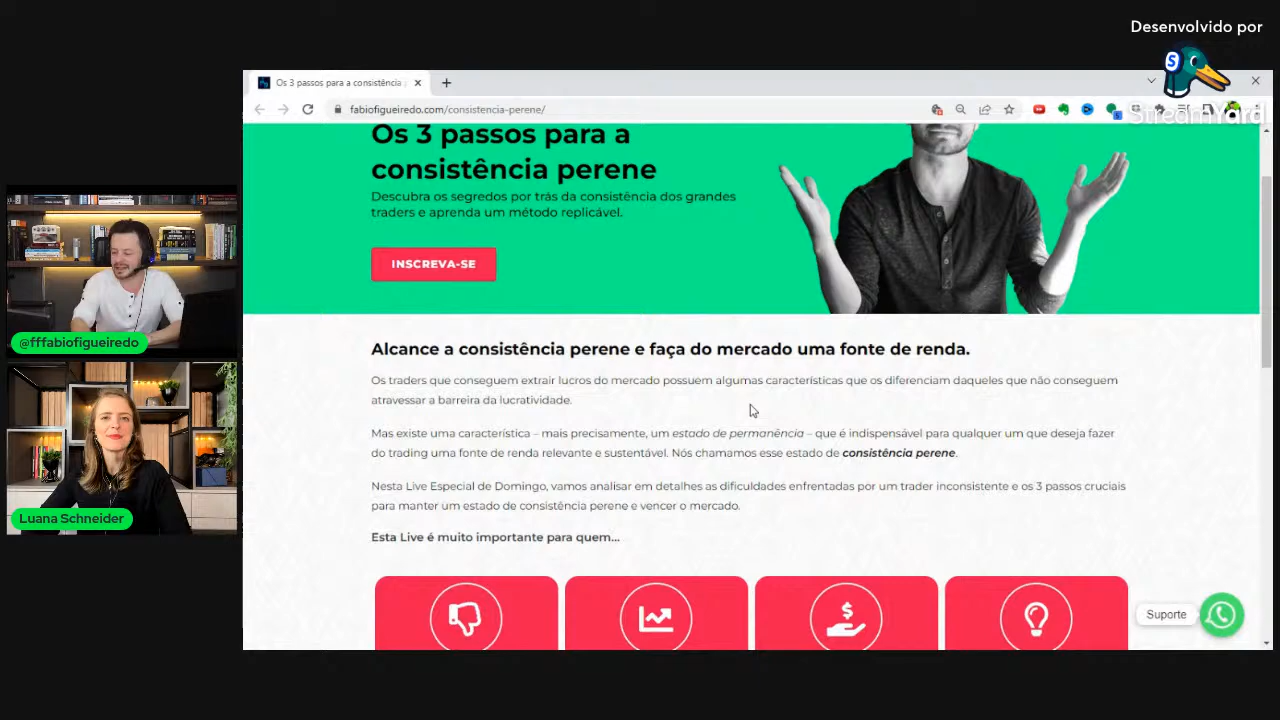 Desenvolvido por
StreamYard
Os 3 passos para a consistência
fabiofigueiredo.com/consistencia-perene/
Os 3 passos para a
consistência perene
Descubra os segredos por trás da consistência dos grandes
traders e aprenda um método replicável.
INSCREVA-SE
@fffabiofigueiredo
Alcance a consistência perene e faça do mercado uma fonte de renda.
Os traders que conseguem extrair lucros do mercado possuem algumas características que os diferenciam daqueles que não conseguem
atravessar a barreira da lucratividade.
Mas existe uma característica – mais precisamente, um estado de permanência – que é indispensável para qualquer um que deseja fazer
do trading uma fonte de renda relevante e sustentável. Nós chamamos esse estado de consistência perene.
Nesta Live Especial de Domingo, vamos analisar em detalhes as dificuldades enfrentadas por um trader inconsistente e os 3 passos cruciais
para manter um estado de consistência perene e vencer o mercado.
Luana Schneider
Esta Live é muito importante para quem...
Suporte